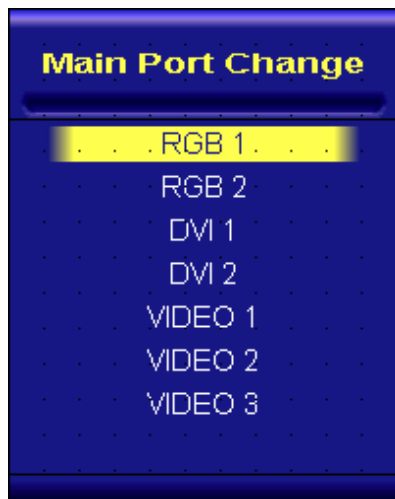 Main Port Change
RGB 1
RGB 2
DVI 1
DVI 2
VIDEO 1
VIDEO 2
VIDEO 3